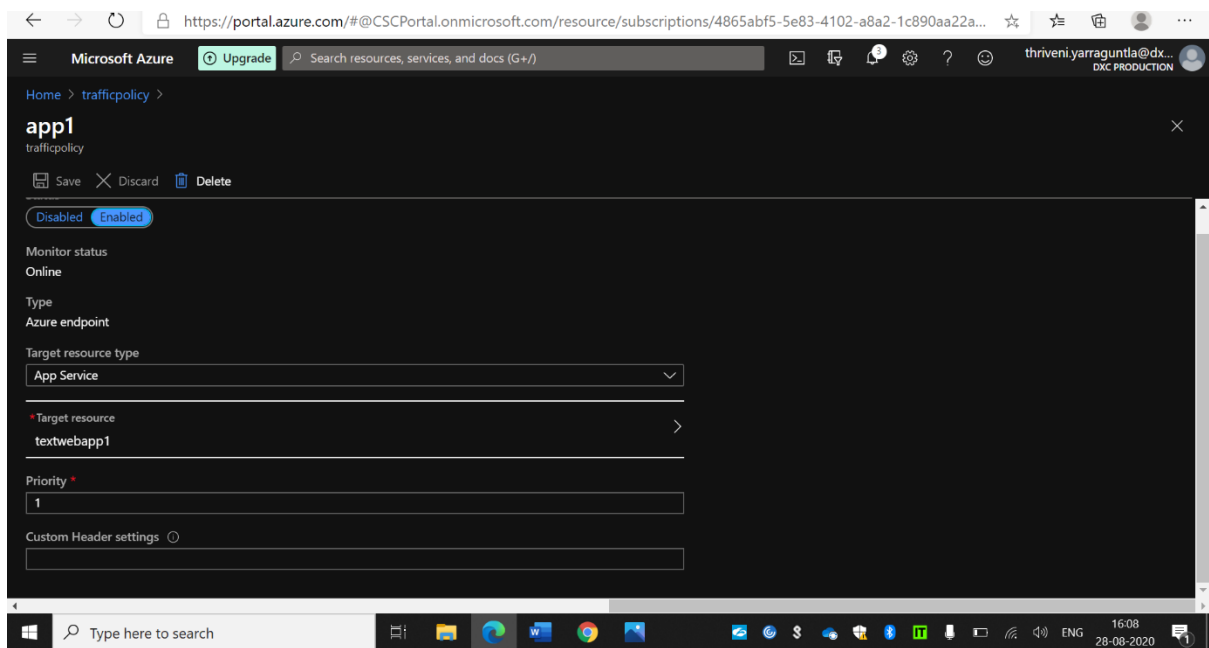 https://portal.azure.com/#@CSCPortal.onmicrosoft.com/resource/subscriptions/4865abf5-5e83-4102-a8a2-1c890aa22a...
Microsoft Azure Upgrade Search resources, services, and docs (G+/) 3 thriveni.yarraguntla@dx...
DXC PRODUCTION
Home > trafficpolicy >
app1
trafficpolicy
Save Discard Delete
Status
Disabled Enabled
Monitor status
Online
Type
Azure endpoint
Target resource type
App Service
*Target resource
textwebapp1
Priority *
1
Custom Header settings
Type here to search
ENG
16:08
28-08-2020
1